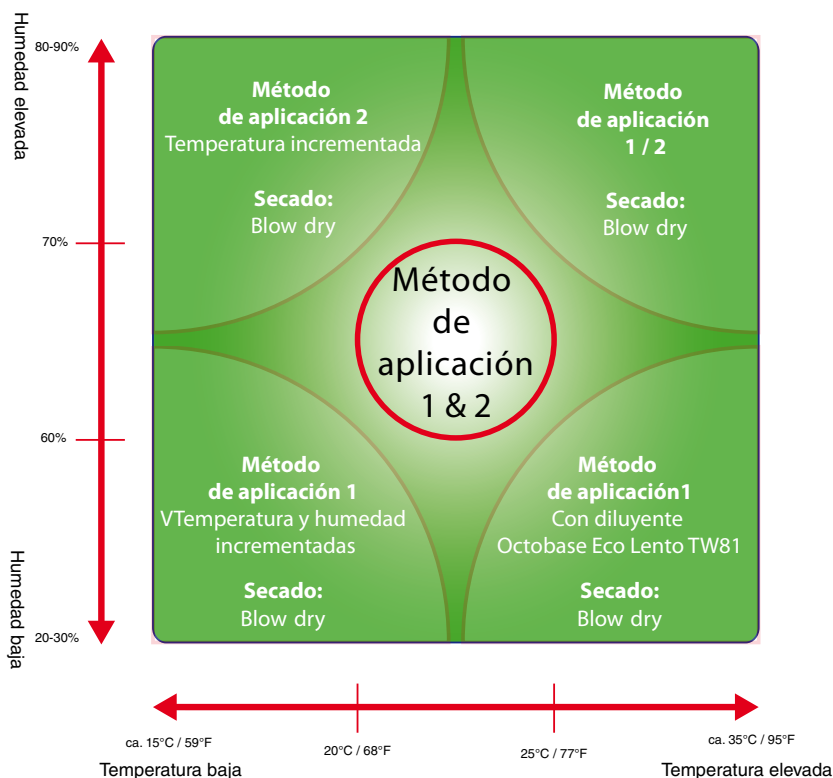 Humedad elevada
80-90%
70%
60%
20-30%
Humedad baja
Método
de aplicación 2
Temperatura incrementada
Secado:
Blow dry
Método
de aplicación
1 / 2
Secado:
Blow dry
Método
de
aplicación
1 & 2
Método
de aplicación 1
VTemperatura y humedad
incrementadas
Secado:
Blow dry
Método
de aplicación1
Con diluyente
Octobase Eco Lento TW81
Secado:
Blow dry
ca. 15°C / 59°F
20°C / 68°F
25°C / 77°F
ca. 35°C / 95°F
Temperatura baja
Temperatura elevada